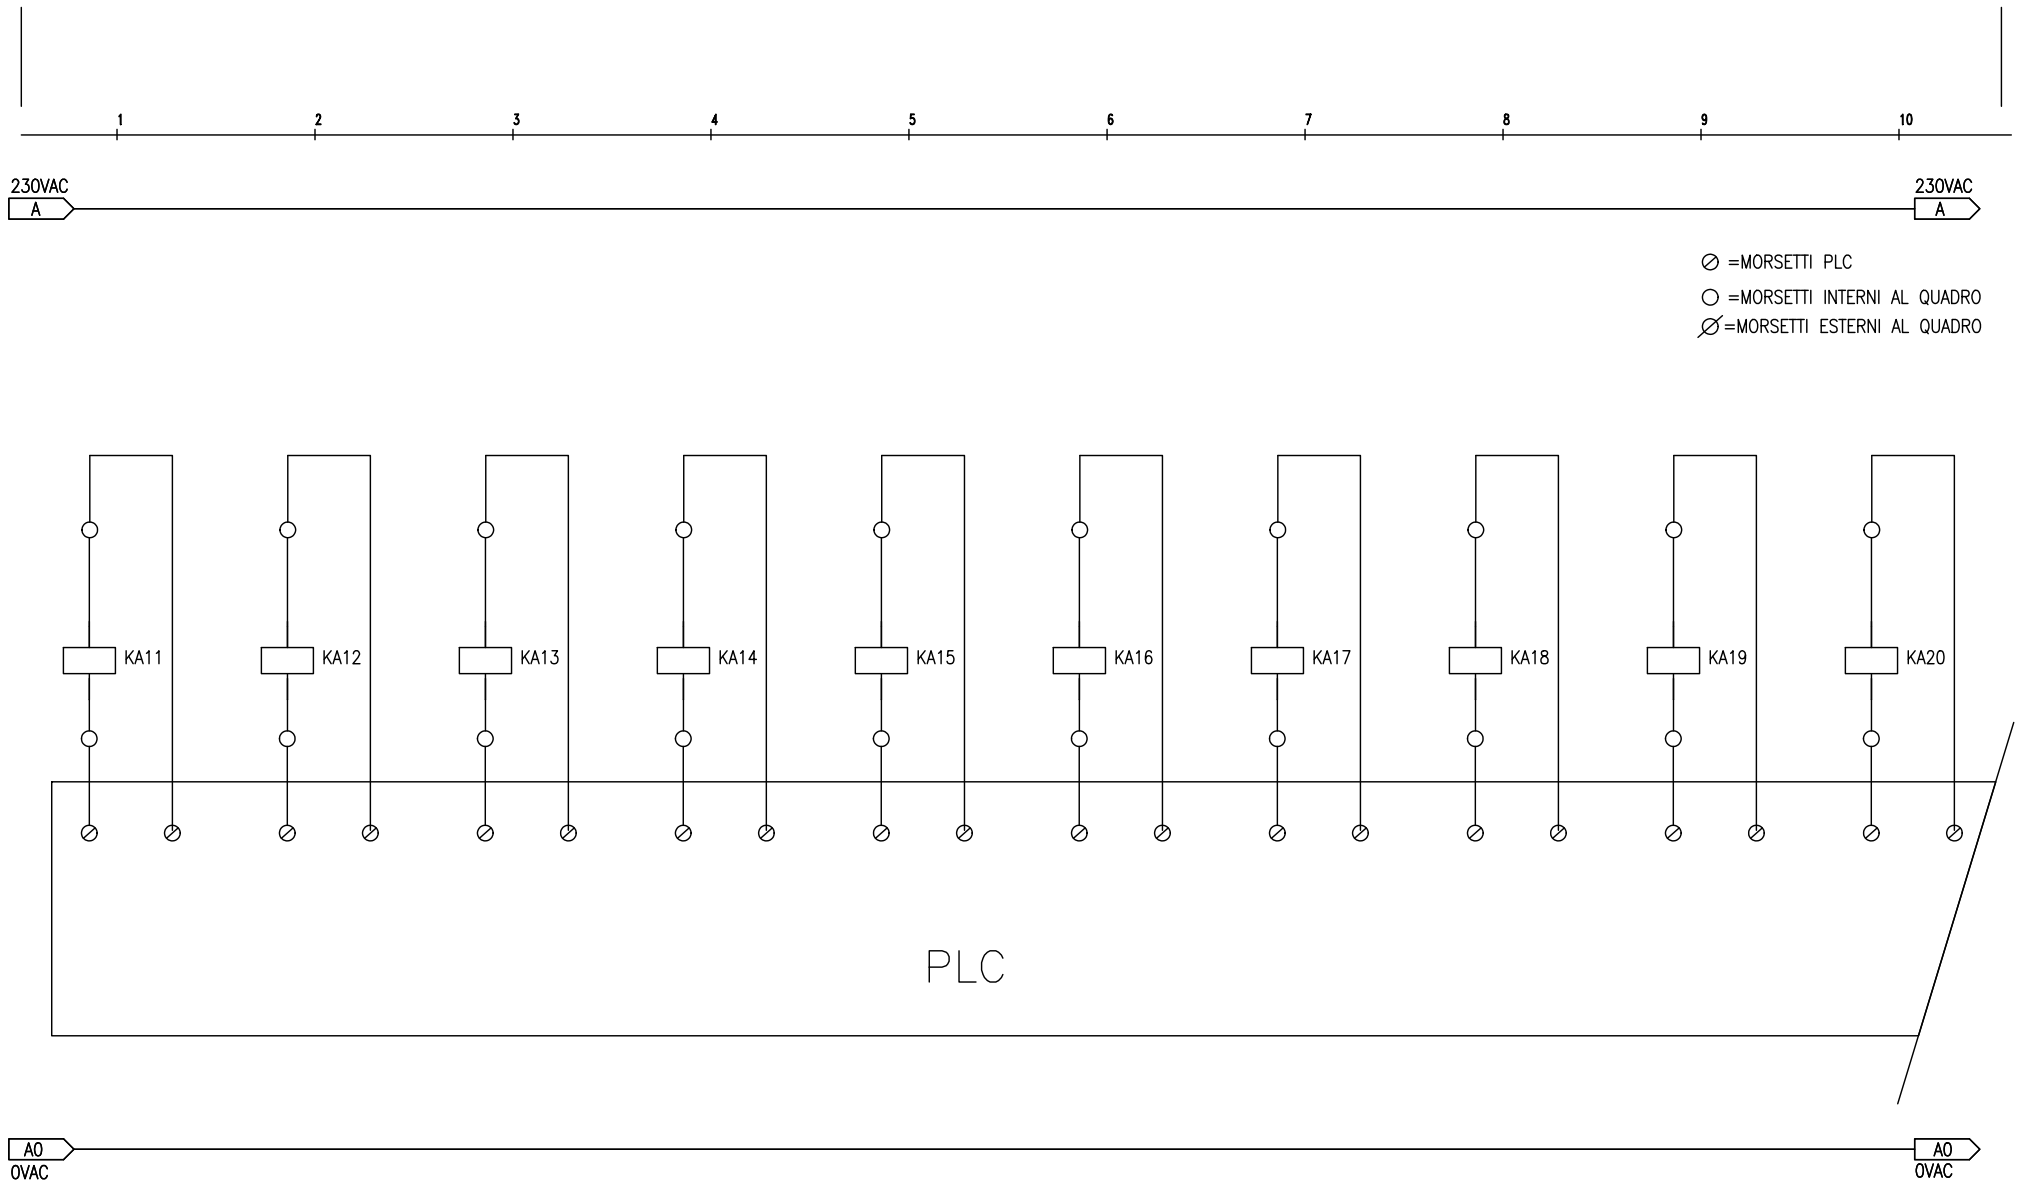 1 2 3 4 5 6 7 8 9 10
230VAC 230VAC
A A
=MORSETTI PLC
=MORSETTI INTERNI AL QUADRO
=MORSETTI ESTERNI AL QUADRO
KA11 KA12 KA13 KA14 KA15 KA16 KA17 KA18 KA19 KA20
PLC
A0 A0
0VAC 0VAC